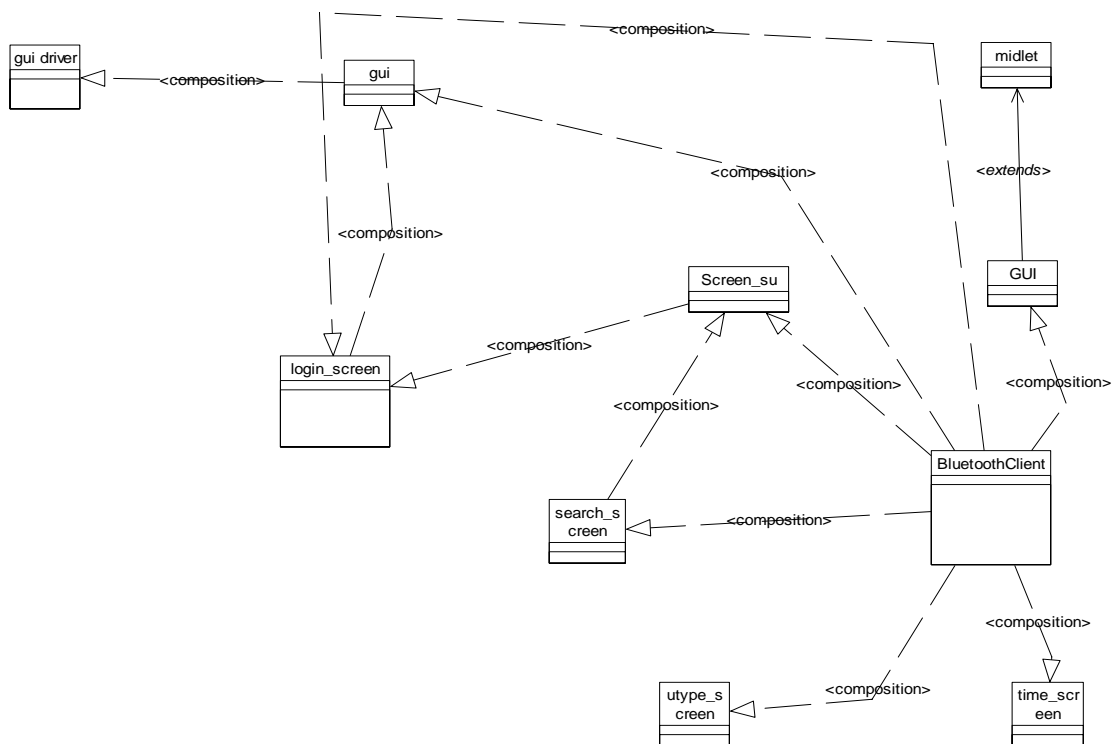 <composition>
gui driver
midlet
gui
<composition>
<composition>
<extends>
<composition>
GUI
Screen_su
<composition>
login_screen
<composition>
<composition>
<composition>
BluetoothClient
search_s
creen
<composition>
<composition>
<composition>
utype_s
creen
time_scr
een